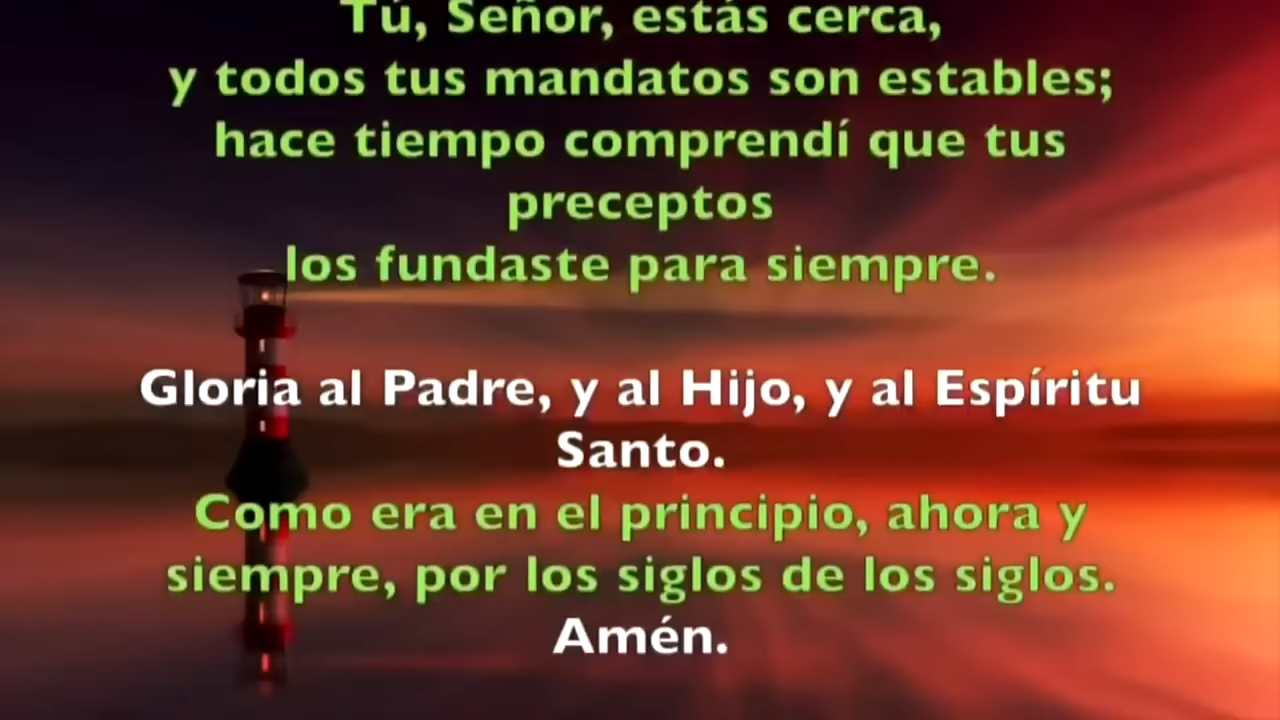 Tú, Señor, estás cerca,
y todos tus mandatos son estables;
hace tiempo comprendí que tus
preceptos
los fundaste para siempre.
Gloria al Padre, y al Hijo, y al Espíritu
Santo.
Como era en el principio, ahora y
siempre, por los siglos de los siglos.
Amén.